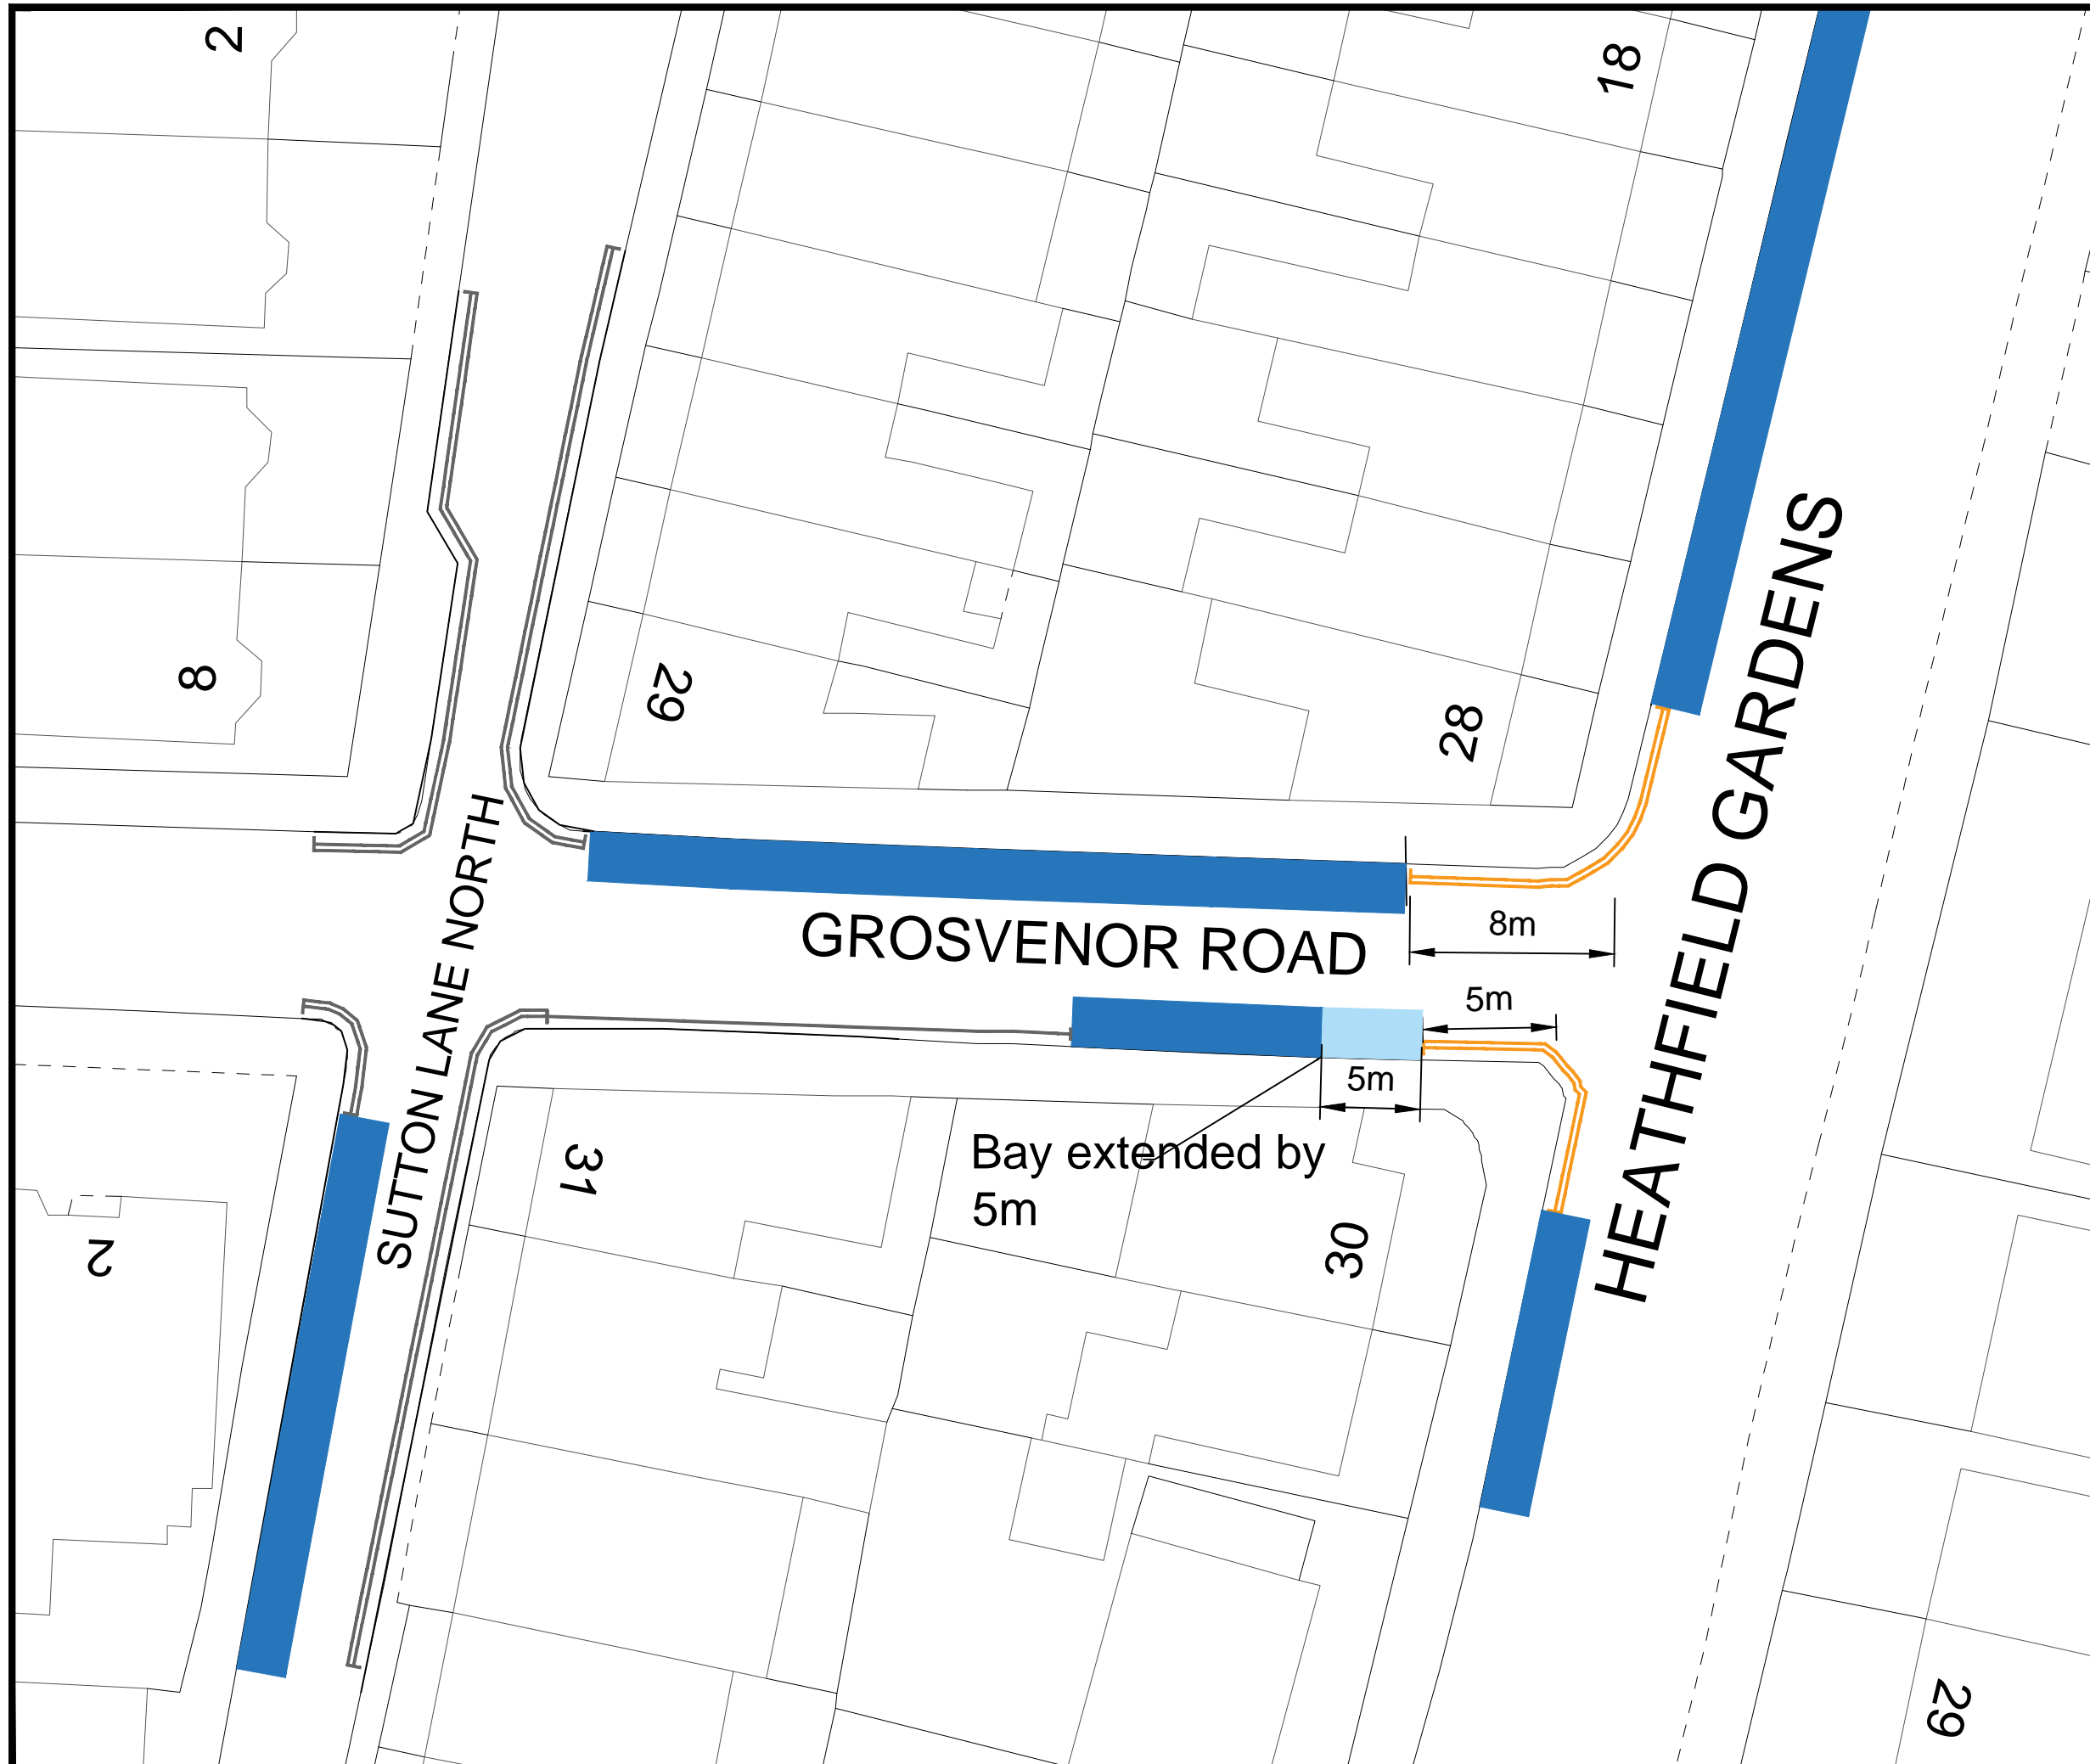 2
18
8
29
28
HEATHFIELD GARDENS
SUTTON LANE NORTH
GROSVENOR ROAD
8m
5m
5m
Bay extended by
5m
31
30
2
29